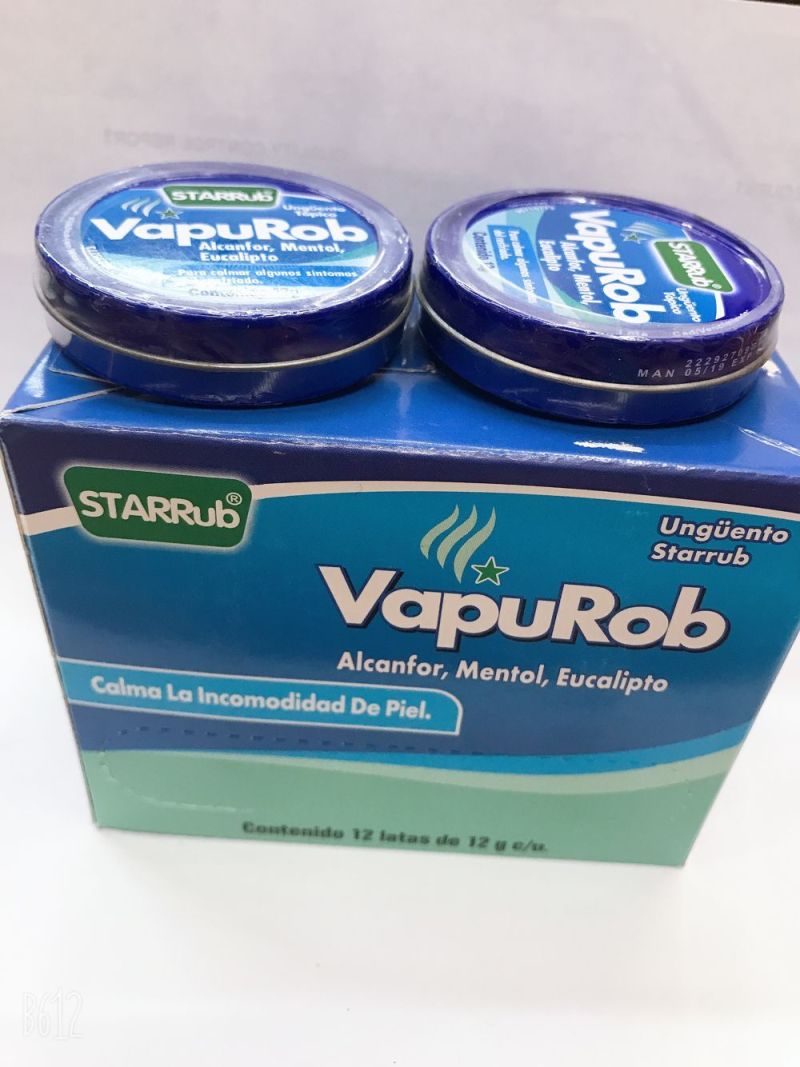 STARRub®
Ungüento
Tópico
VapuRob
Alcanfor, Mentol,
Eucalipto
Para calmar algunos síntomas
STARRub
Ungüento
Tópico
VapuRob
Alcanfor, Mentol,
Eucalipto
MAN 05/19 EXP
STARRub®
Ungüento
Starrub
VapuRob
Alcanfor, Mentol, Eucalipto
Calma La Incomodidad De Piel.
Contenido 12 latas de 12 g c/u.
B612